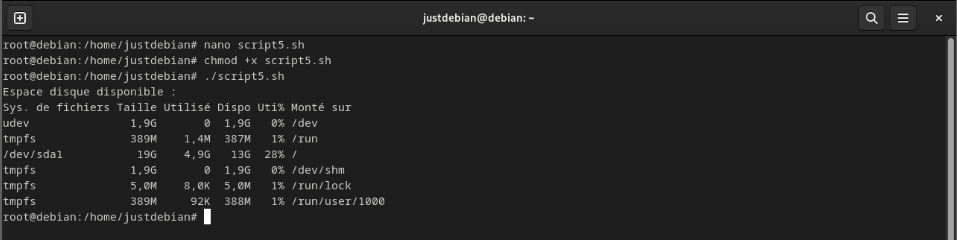 justdebian@debian: ~
root@debian:/home/justdebian# nano script5.sh
root@debian:/home/justdebian# chmod +x script5.sh
root@debian:/home/justdebian# ./script5.sh
Espace disque disponible :
Sys. de fichiers Taille Utilisé Dispo Uti% Monté sur
udev 1,9G 0 1,9G 0% /dev
tmpfs 389M 1,4M 387M 1% /run
/dev/sda1 19G 4,9G 13G 28% /
tmpfs 1,9G 0 1,9G 0% /dev/shm
tmpfs 5,0M 8,0K 5,0M 1% /run/lock
tmpfs 389M 92K 388M 1% /run/user/1000
root@debian:/home/justdebian#